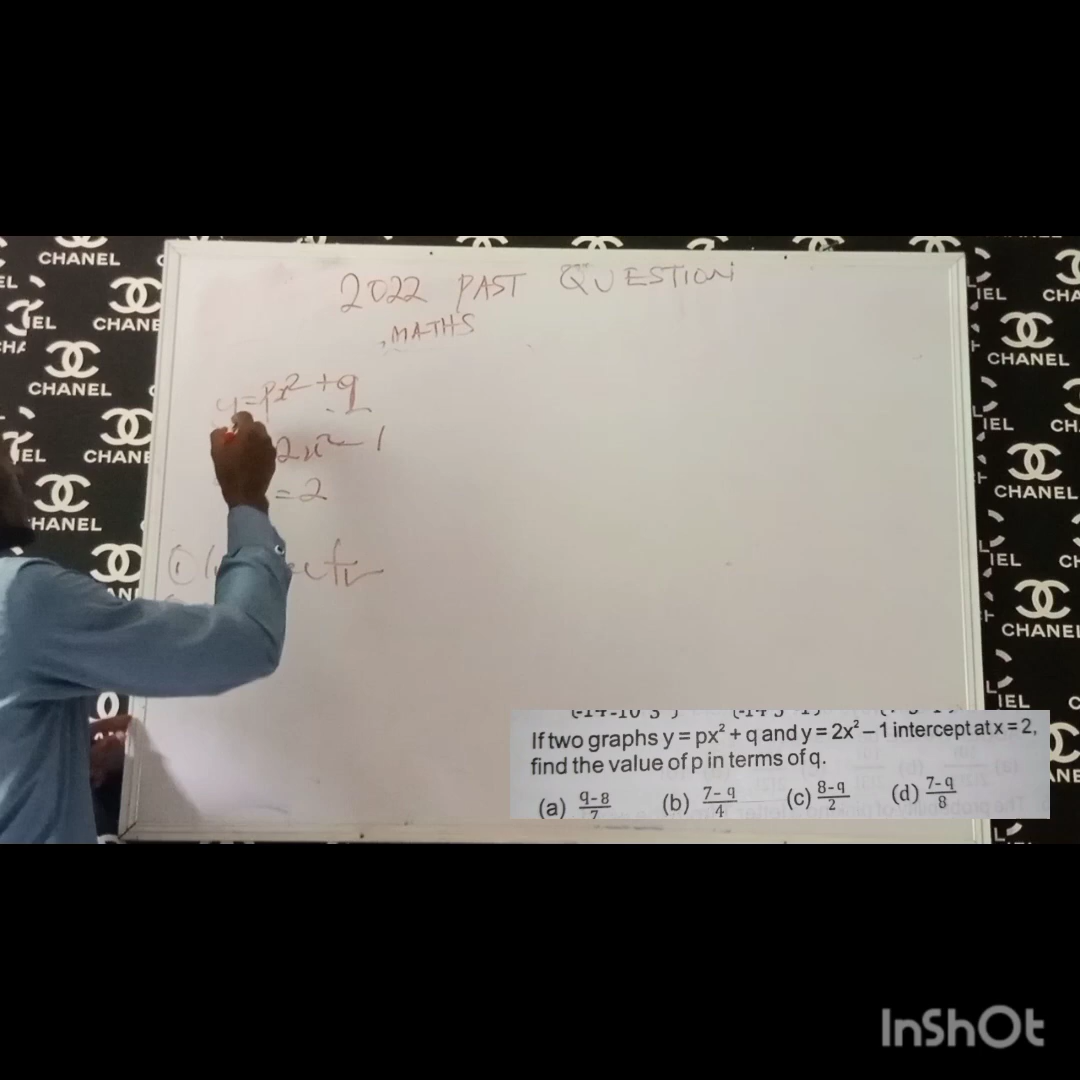 2022 PAST QUESTION
MATHS
y=px²+q
2x²-1
=2
If two graphs y = px² + q and y = 2x² – 1 intercept at x = 2,
find the value of p in terms of q.
(a) q-8/7 (b) 7-q/4 (c) 8-q/2 (d) 7-q/8
CHANEL
CHANEL
CHANEL
CHANEL
CHANEL
CHANEL
CHANEL
InShOt